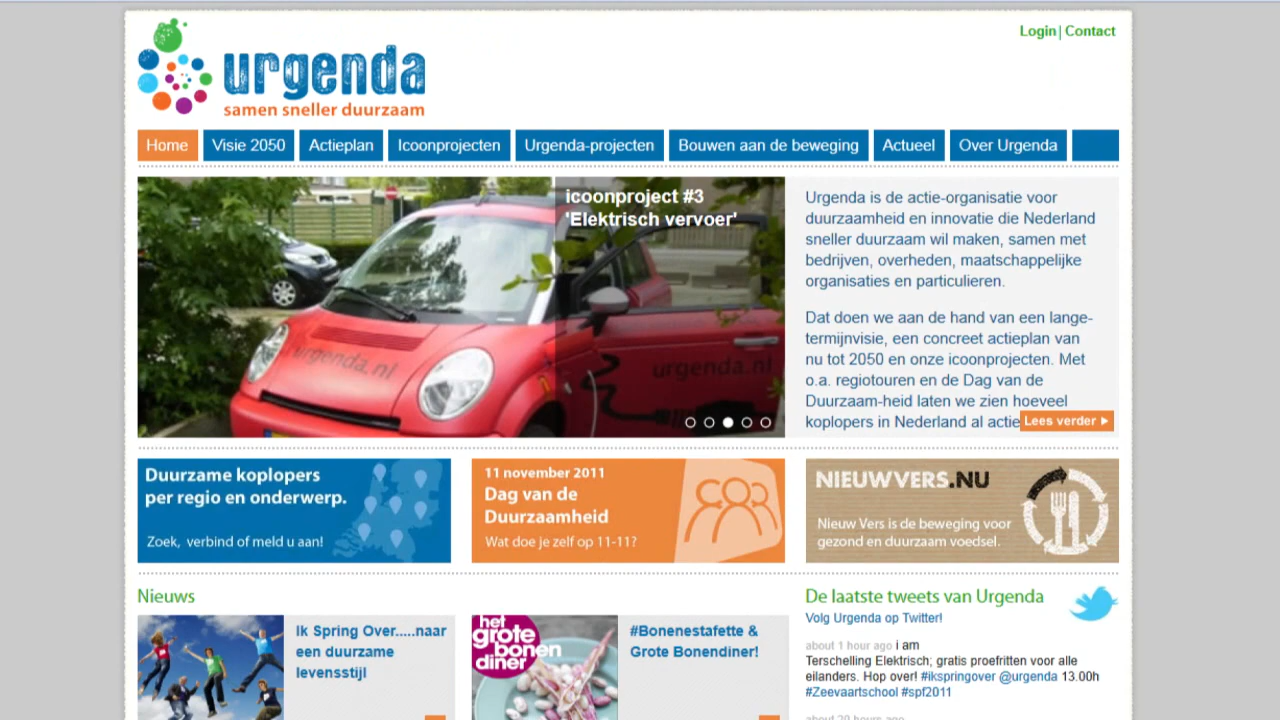 Login | Contact
urgenda
samen sneller duurzaam
Home
Visie 2050
Actieplan
Icoonprojecten
Urgenda-projecten
Bouwen aan de beweging
Actueel
Over Urgenda
icoonproject #3
'Elektrisch vervoer'
urgenda.nl
urgenda.nl
Urgenda is de actie-organisatie voor
duurzaamheid en innovatie die Nederland
sneller duurzaam wil maken, samen met
bedrijven, overheden, maatschappelijke
organisaties en particulieren.
Dat doen we aan de hand van een lange-
termijnvisie, een concreet actieplan van
nu tot 2050 en onze icoonprojecten. Met
o.a. regiotouren en de Dag van de
Duurzaam-heid laten we zien hoeveel
koplopers in Nederland al actie
Lees verder
Duurzame koplopers
per regio en onderwerp.
Zoek, verbind of meld u aan!
11 november 2011
Dag van de
Duurzaamheid
Wat doe je zelf op 11-11?
NIEUWVERS.NU
Nieuw Vers is de beweging voor
gezond en duurzaam voedsel.
Nieuws
Ik Spring Over.....naar
een duurzame
levensstijl
het
grote
bonen
diner
#Bonenestafette &
Grote Bonendiner!
De laatste tweets van Urgenda
Volg Urgenda op Twitter!
about 1 hour ago i am
Terschelling Elektrisch; gratis proefritten voor alle
eilanders. Hop over! #ikspringover @urgenda 13.00h
#Zeevaartschool #spf2011
about 20 hours ago